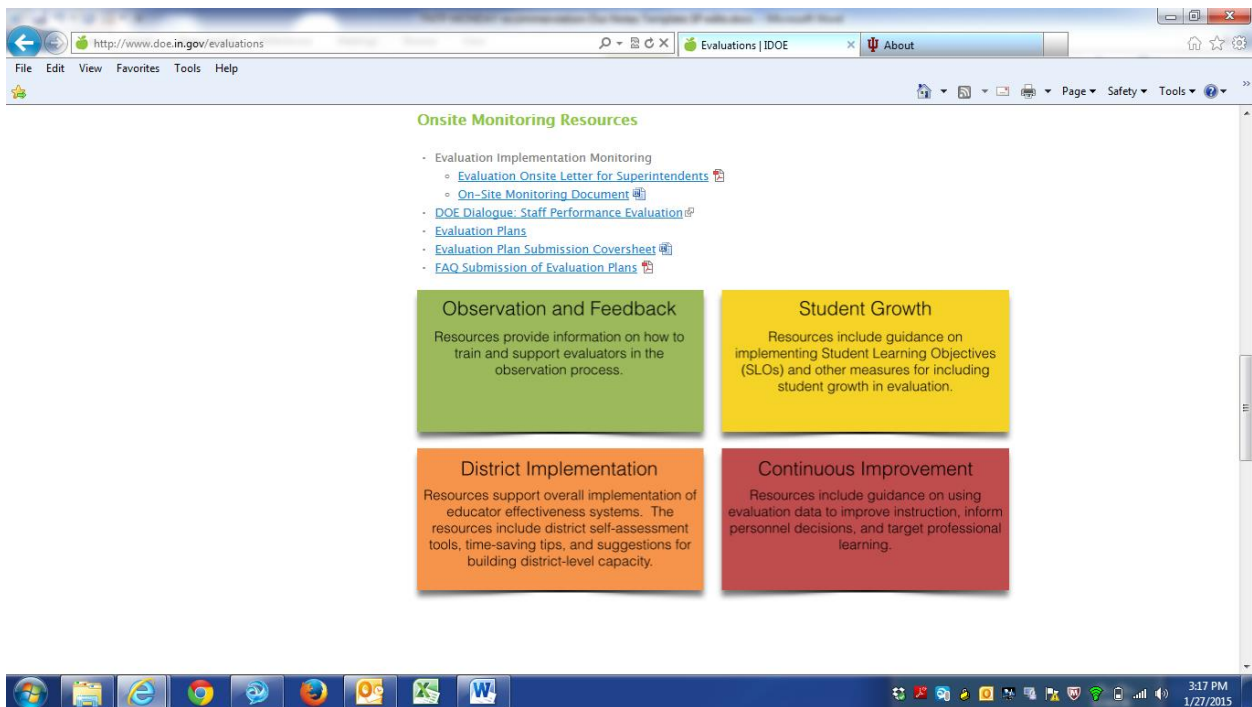 http://www.doe.in.gov/evaluations
Evaluations | IDOE
About
File Edit View Favorites Tools Help
Page Safety Tools
Onsite Monitoring Resources
Evaluation Implementation Monitoring
Evaluation Onsite Letter for Superintendents
On-Site Monitoring Document
DOE Dialogue: Staff Performance Evaluation
Evaluation Plans
Evaluation Plan Submission Coversheet
FAQ Submission of Evaluation Plans
Observation and Feedback
Resources provide information on how to
train and support evaluators in the
observation process.
Student Growth
Resources include guidance on
implementing Student Learning Objectives
(SLOs) and other measures for including
student growth in evaluation.
District Implementation
Resources support overall implementation of
educator effectiveness systems. The
resources include district self-assessment
tools, time-saving tips, and suggestions for
building district-level capacity.
Continuous Improvement
Resources include guidance on using
evaluation data to improve instruction, inform
personnel decisions, and target professional
learning.
3:17 PM
1/27/2015